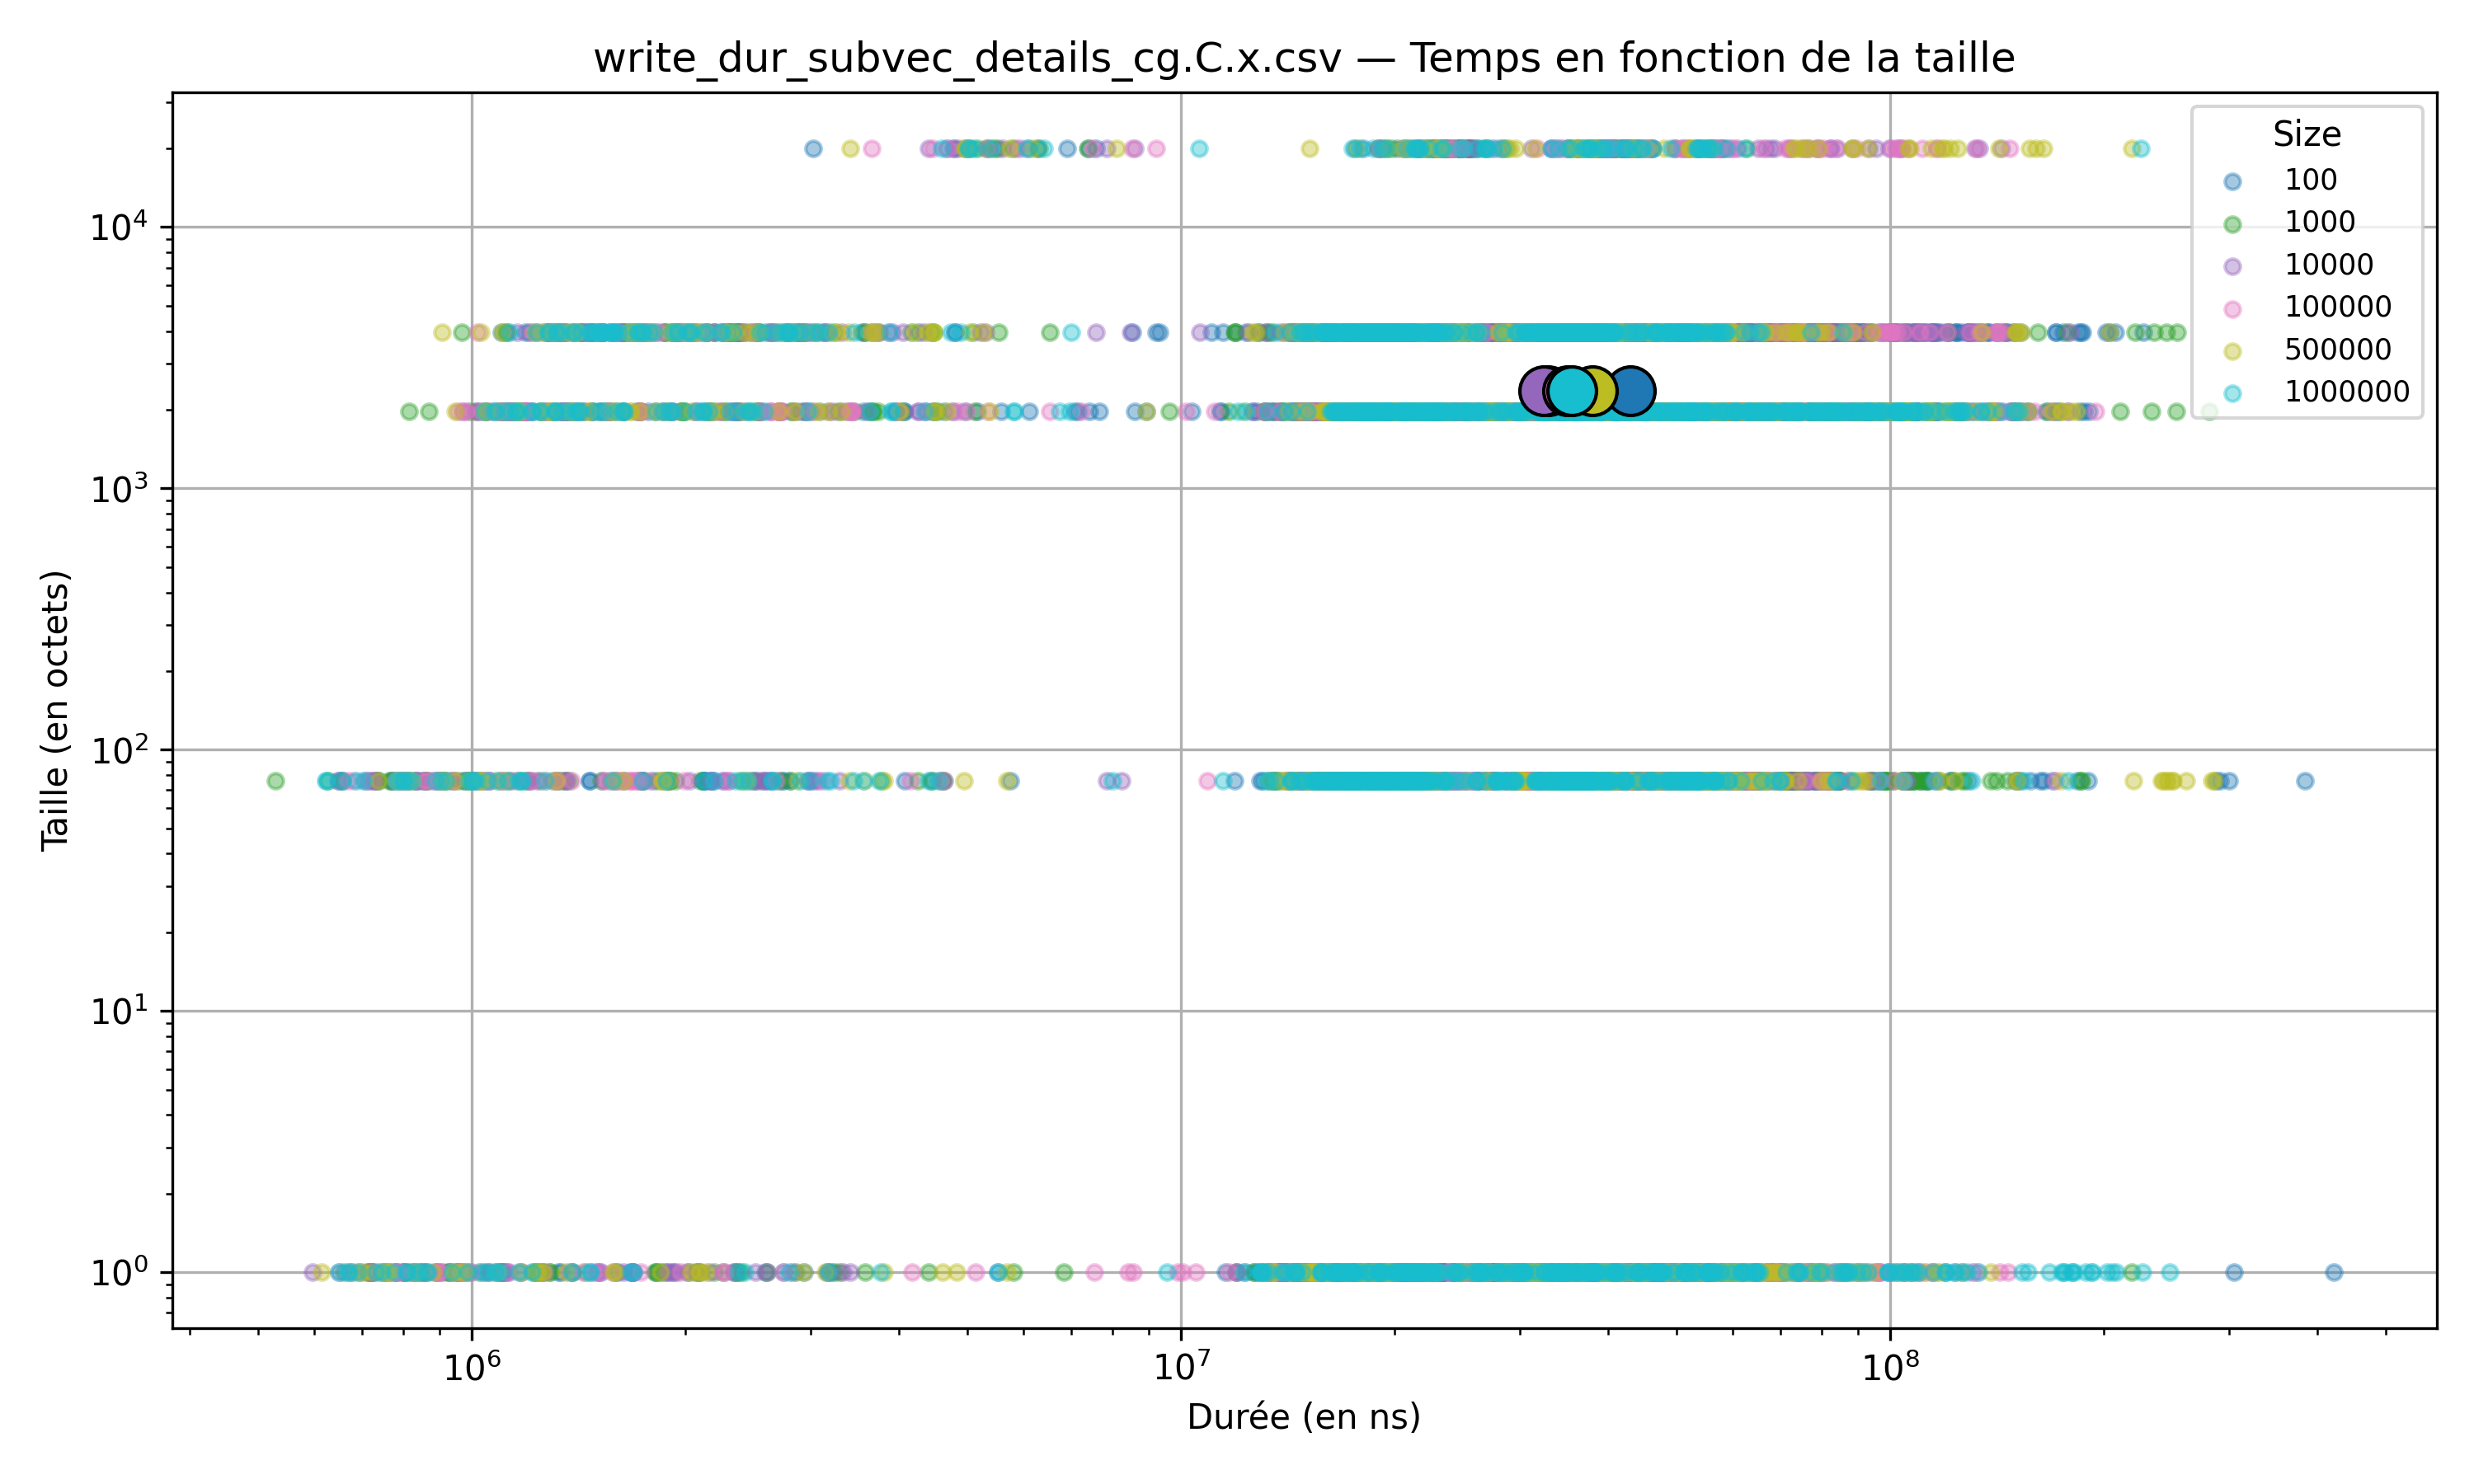 write_dur_subvec_details_cg.C.x.csv — Temps en fonction de la taille
Size
100
1000
10000
100000
500000
1000000
Taille (en octets)
10⁴
10³
10²
10¹
10⁰
10⁶ 10⁷ 10⁸
Durée (en ns)